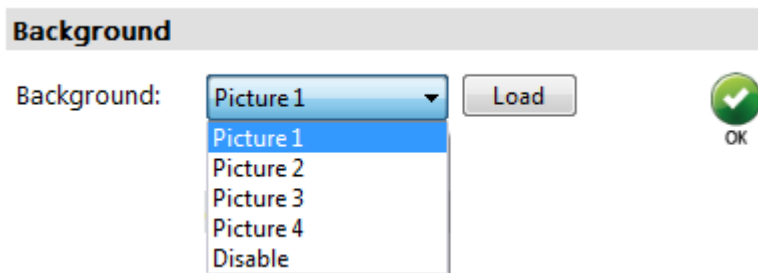 Background
Background: Picture 1 Load
OK
Picture 1
Picture 2
Picture 3
Picture 4
Disable